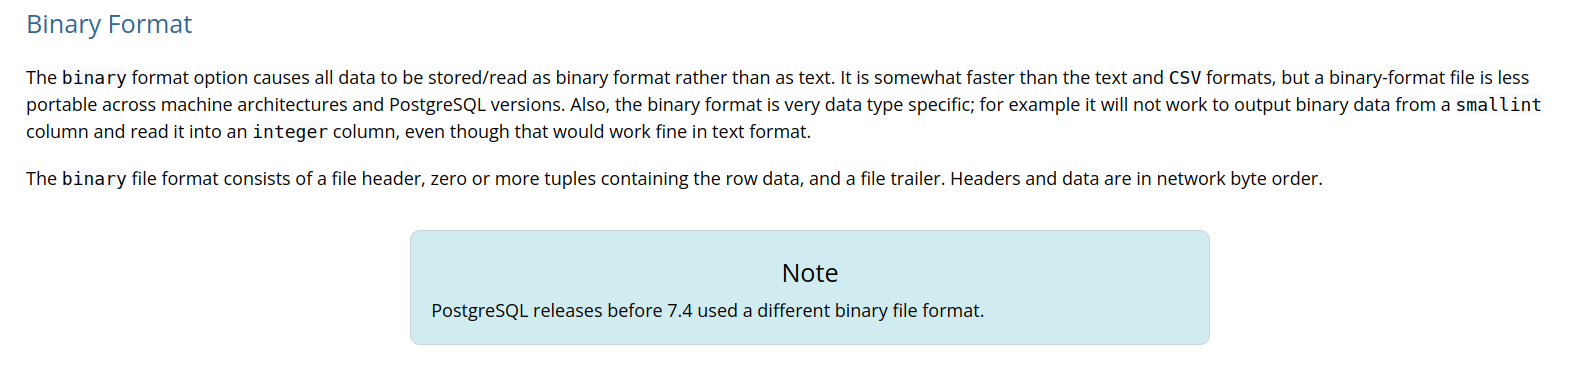 Binary Format
The binary format option causes all data to be stored/read as binary format rather than as text. It is somewhat faster than the text and CSV formats, but a binary-format file is less
portable across machine architectures and PostgreSQL versions. Also, the binary format is very data type specific; for example it will not work to output binary data from a smallint
column and read it into an integer column, even though that would work fine in text format.
The binary file format consists of a file header, zero or more tuples containing the row data, and a file trailer. Headers and data are in network byte order.
Note
PostgreSQL releases before 7.4 used a different binary file format.